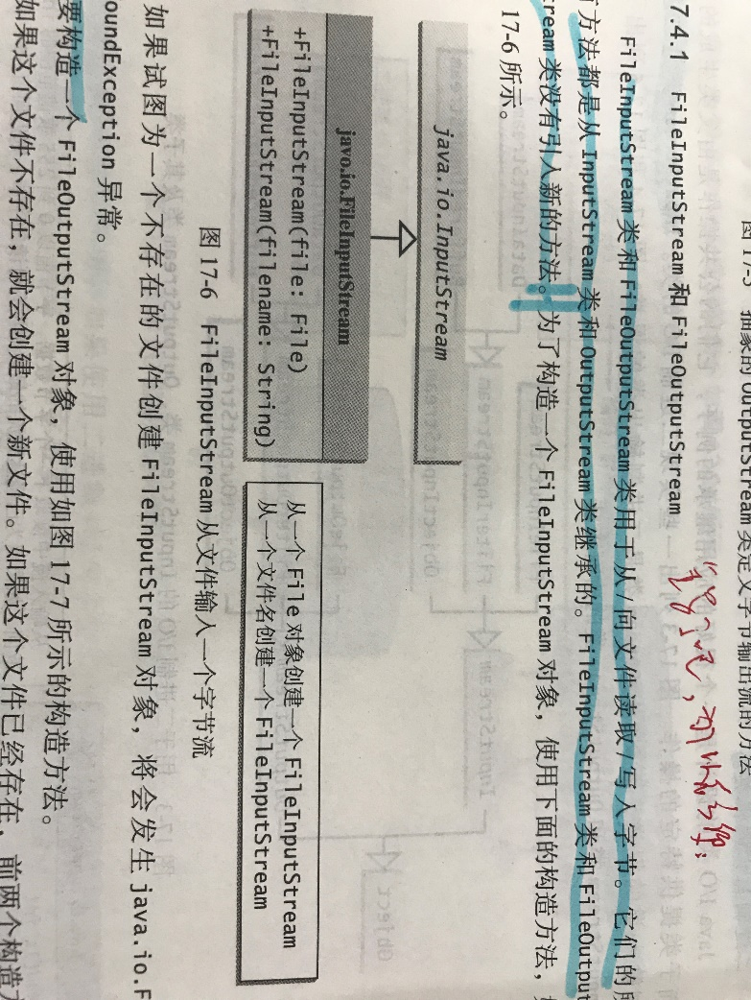 图 17-5 抽象的 OutputStream 类定义字节输出流的方法
7.4.1 FileInputStream 和 FileOutputStream
FileInputStream 类和 FileOutputStream 类用于从/向文件读取/写入字节。它们的所
方法都是从 InputStream 类和 OutputStream 类继承的。FileInputStream 类和 FileOutput
ream 类没有引入新的方法。为了构造一个 FileInputStream 对象，使用下面的构造方法，
17-6 所示。
java.io.InputStream
javo.io.FileInputStream
+FileInputStream(file: File)
+FileInputStream(filename: String)
从一个 File 对象创建一个 FileInputStream
从一个文件名创建一个 FileInputStream
图 17-6 FileInputStream 从文件输入一个字节流
如果试图为一个不存在的文件创建 FileInputStream 对象，将会发生 java.io.F
oundException 异常。
要构造一个 FileOutputStream 对象，使用如图 17-7 所示的构造方法。
如果这个文件不存在，就会创建一个新文件。如果这个文件已经存在，前两个构造方